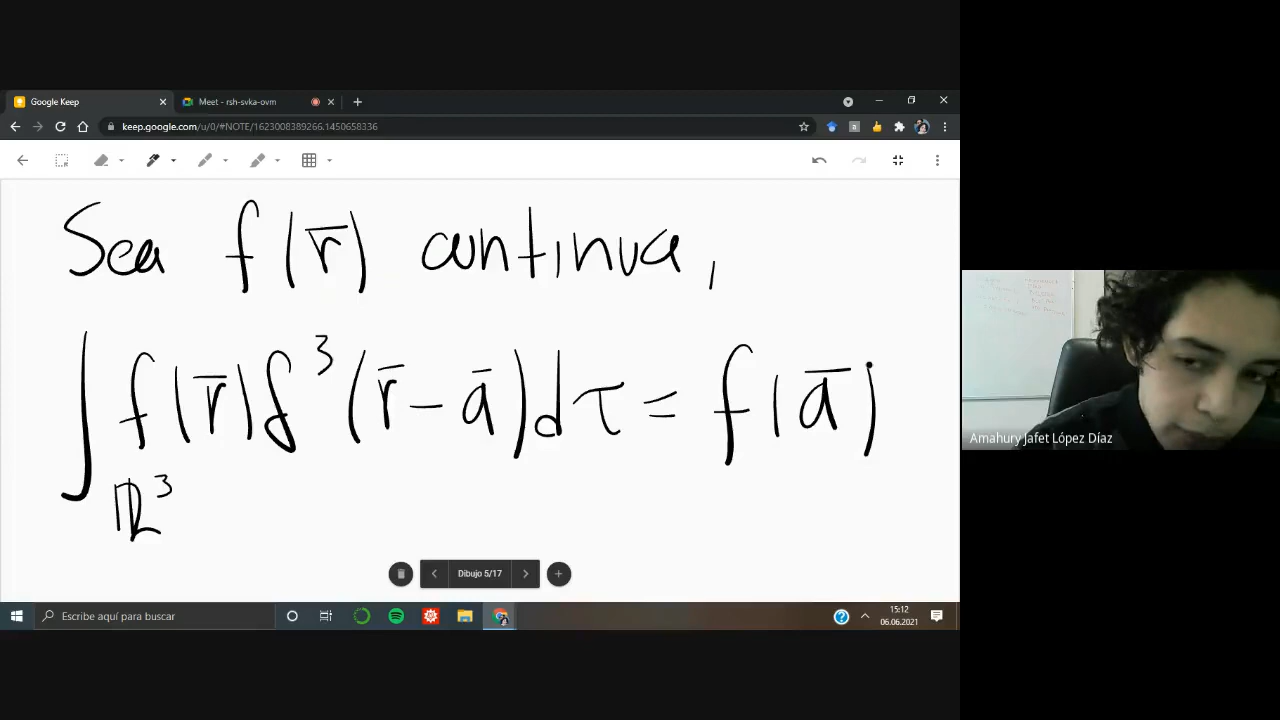 Google Keep
Meet - rsh-svka-ovm
keep.google.com/u/0/#NOTE/1623008389266.1450658336
Sea f(r̅) continua,
∫ f(r̅)δ³(r̅-a̅)dτ = f(a̅)
ℝ³
Amahury Jafet López Díaz
Dibujo 5/17
Escribe aquí para buscar
15:12
06.06.2021